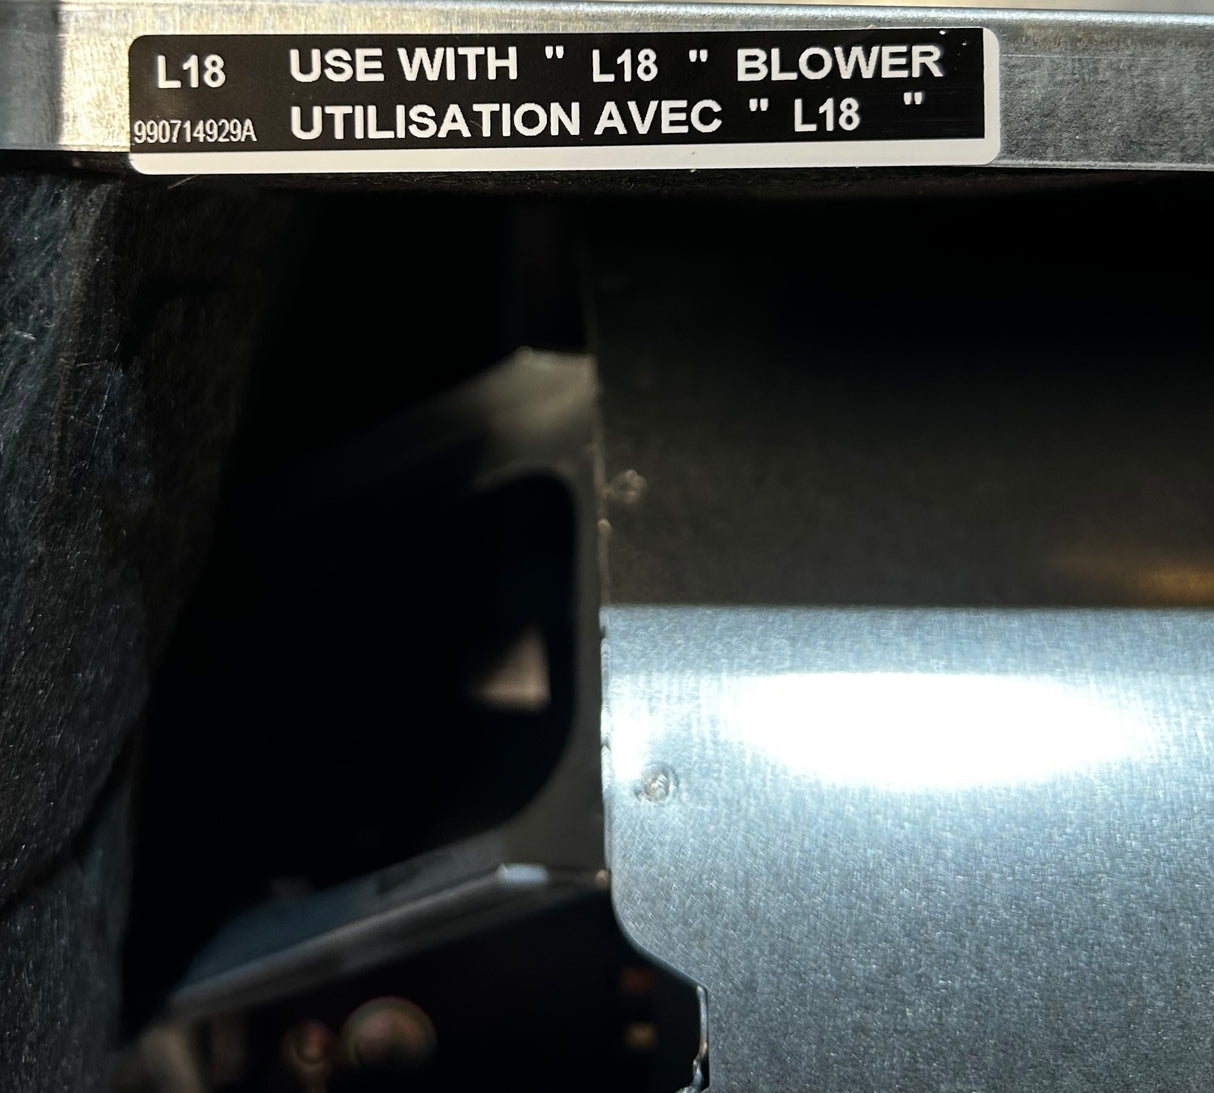 L18 USE WITH " L18 " BLOWER
990714929A UTILISATION AVEC " L18 "